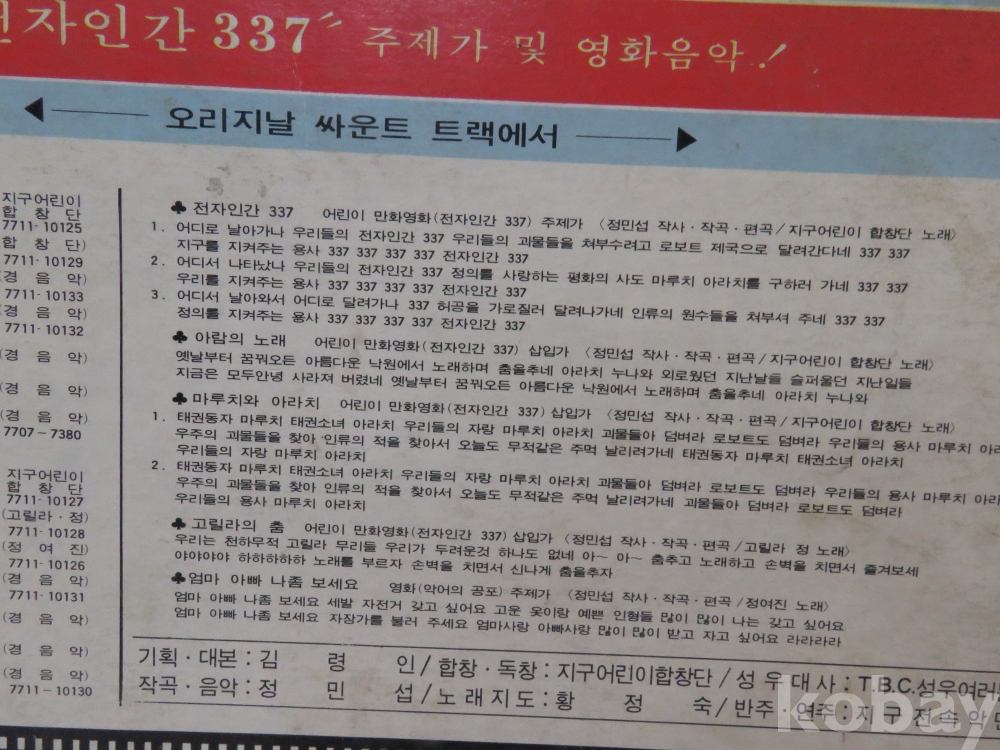 전자인간 337" 주제가 및 영화음악!
오리지날 싸운트 트랙에서
지구어린이
합 창 단
7711-10125
합 창 단)
7711-10129
(경 음 악)
7711-10133
(경 음 악)
7711-10132
(경 음 악)
(경 음 악)
(경 음 악)
7707-7380
지구어린이
합 창 단
7711-10127
(고릴라·정)
7711-10128
(정 여 진)
7711-10126
(경 음 악)
7711-10131
(경 음 악)
(경 음 악)
(경 음 악)
7711-10130
♣ 전자인간 337 어린이 만화영화(전자인간 337) 주제가 〈정민섭 작사·작곡·편곡/지구어린이 합창단 노래〉
1. 어디로 날아가나 우리들의 전자인간 337 우리들의 괴물들을 쳐부수려고 로보트 제국으로 달려간다네 337 337
지구를 지켜주는 용사 337 337 337 337 전자인간 337
2. 어디서 나타났나 우리들의 전자인간 337 정의를 사랑하는 평화의 사도 마루치 아라치를 구하러 가네 337 337
우리를 지켜주는 용사 337 337 337 337 전자인간 337
3. 어디서 날아와서 어디로 달려가나 337 허공을 가로질러 달려나가네 인류의 원수들을 쳐부셔 주네 337 337
정의를 지켜주는 용사 337 337 337 337 전자인간 337
♣ 아람의 노래 어린이 만화영화(전자인간 337) 삽입가 〈정민섭 작사·작곡·편곡/지구어린이 합창단 노래〉
옛날부터 꿈꿔오든 아름다운 낙원에서 노래하며 춤을추네 아라치 누나와 외로웠던 지난날들 슬퍼울던 지난일들
지금은 모두안녕 사라져 버렸네 옛날부터 꿈꿔오든 아름다운 낙원에서 노래하며 춤을추네 아라치 누나와
♣ 마루치와 아라치 어린이 만화영화(전자인간 337) 삽입가 〈정민섭 작사·작곡·편곡/지구어린이 합창단 노래〉
1. 태권동자 마루치 태권소녀 아라치 우리들의 자랑 마루치 아라치 괴물들아 덤벼라 로보트도 덤벼라 우리들의 용사 마루치 아라
우주의 괴물들을 찾아 인류의 적을 찾아서 오늘도 무적같은 주먹 날리려가네 태권동자 마루치 태권소녀 아라치
우리들의 자랑 마루치 아라치
2. 태권동자 마루치 태권소녀 아라치 우리들의 자랑 마루치 아라치 괴물들아 덤벼라 로보트도 덤벼라 우리들의 용사 마루치 아라
우주의 괴물들을 찾아 인류의 적을 찾아서 오늘도 무적같은 주먹 날리려가네 괴물들아 덤벼라 로보트도 덤벼라
우리들의 용사 마루치 아라치
♣ 고릴라의 춤 어린이 만화영화(전자인간 337) 삽입가 〈정민섭 작사·작곡·편곡/고릴라 정 노래〉
우리는 천하무적 고릴라 무리들 우리가 두려운것 하나도 없네 아~ 아~ 춤추고 노래하고 손벽을 치면서 즐겨보세
야야야야 하하하하하 노래를 부르자 손벽을 치면서 신나게 춤을추자
♣ 엄마 아빠 나좀 보세요 영화(악어의 공포) 주제가 〈정민섭 작사·작곡·편곡/정여진 노래〉
엄마 아빠 나좀 보세요 세발 자전거 갖고 싶어요 고운 옷이랑 예쁜 인형들 많이 많이 나는 갖고 싶어요
엄마 아빠 나좀 보세요 자장가를 불러 주세요 엄마사랑 아빠사랑 많이 많이 받고 자고 싶어요 라라라라
기획·대본:김 령 인/합창·독창:지구어린이합창단/성우대사:T.B.C.성우여러
작곡·음악:정 민 섭/노래지도:황 정 숙/반주·연주:지구전속악단
kobay